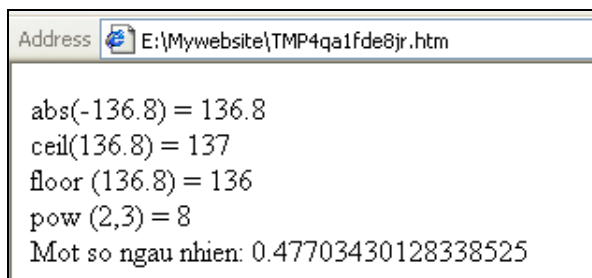 Address E:\Mywebsite\TMP4qa1fde8jr.htm
abs(-136.8) = 136.8
ceil(136.8) = 137
floor (136.8) = 136
pow (2,3) = 8
Mot so ngau nhien: 0.47703430128338525